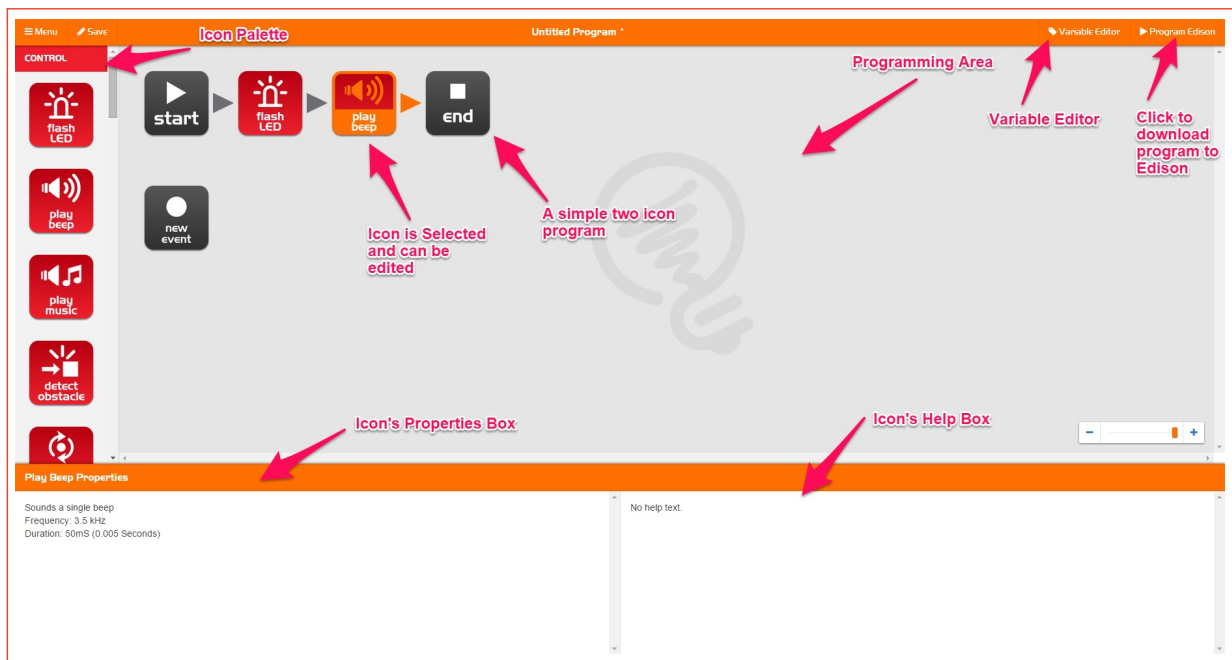 Menu
Save
Icon Palette
Untitled Program *
Variable Editor
Program Edison
CONTROL
flash
LED
play
beep
play
music
detect
obstacle
start
flash
LED
play
beep
end
new
event
Icon is Selected
and can be
edited
A simple two icon
program
Programming Area
Variable Editor
Click to
download
program to
Edison
Icon's Properties Box
Icon's Help Box
Play Beep Properties
Sounds a single beep
Frequency: 3.5 kHz
Duration: 50mS (0.005 Seconds)
No help text.